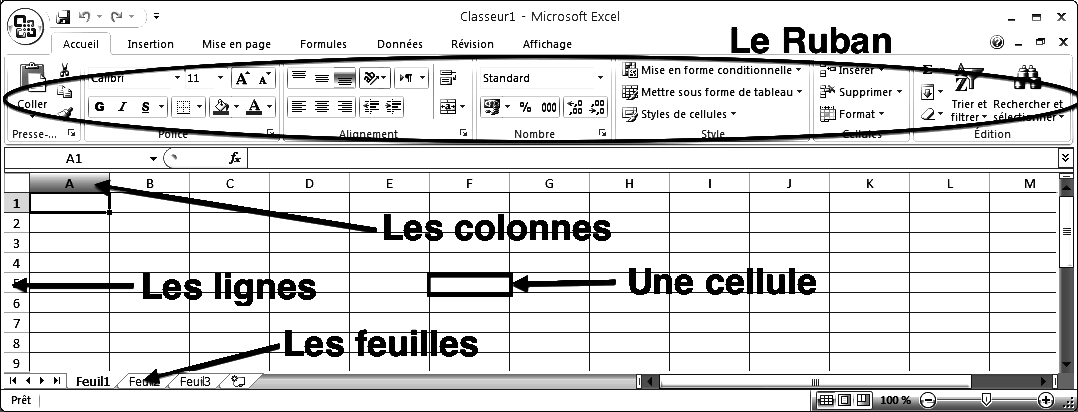 Classeur1 - Microsoft Excel
Accueil Insertion Mise en page Formules Données Révision Affichage
Le Ruban
Coller
Calibri 11
Standard
Mise en forme conditionnelle
Insérer
G I S
% 000
Mettre sous forme de tableau
Supprimer
Trier et filtrer
Rechercher et sélectionner
Styles de cellules
Format
Presse-... Police Alignement Nombre Style Cellules Édition
A1 fx
A B C D E F G H I J K L M
1
2
Les colonnes
3
4
Les lignes
Une cellule
6
7
Les feuilles
8
9
Feuil1 Feuil2 Feuil3
Prêt 100 %